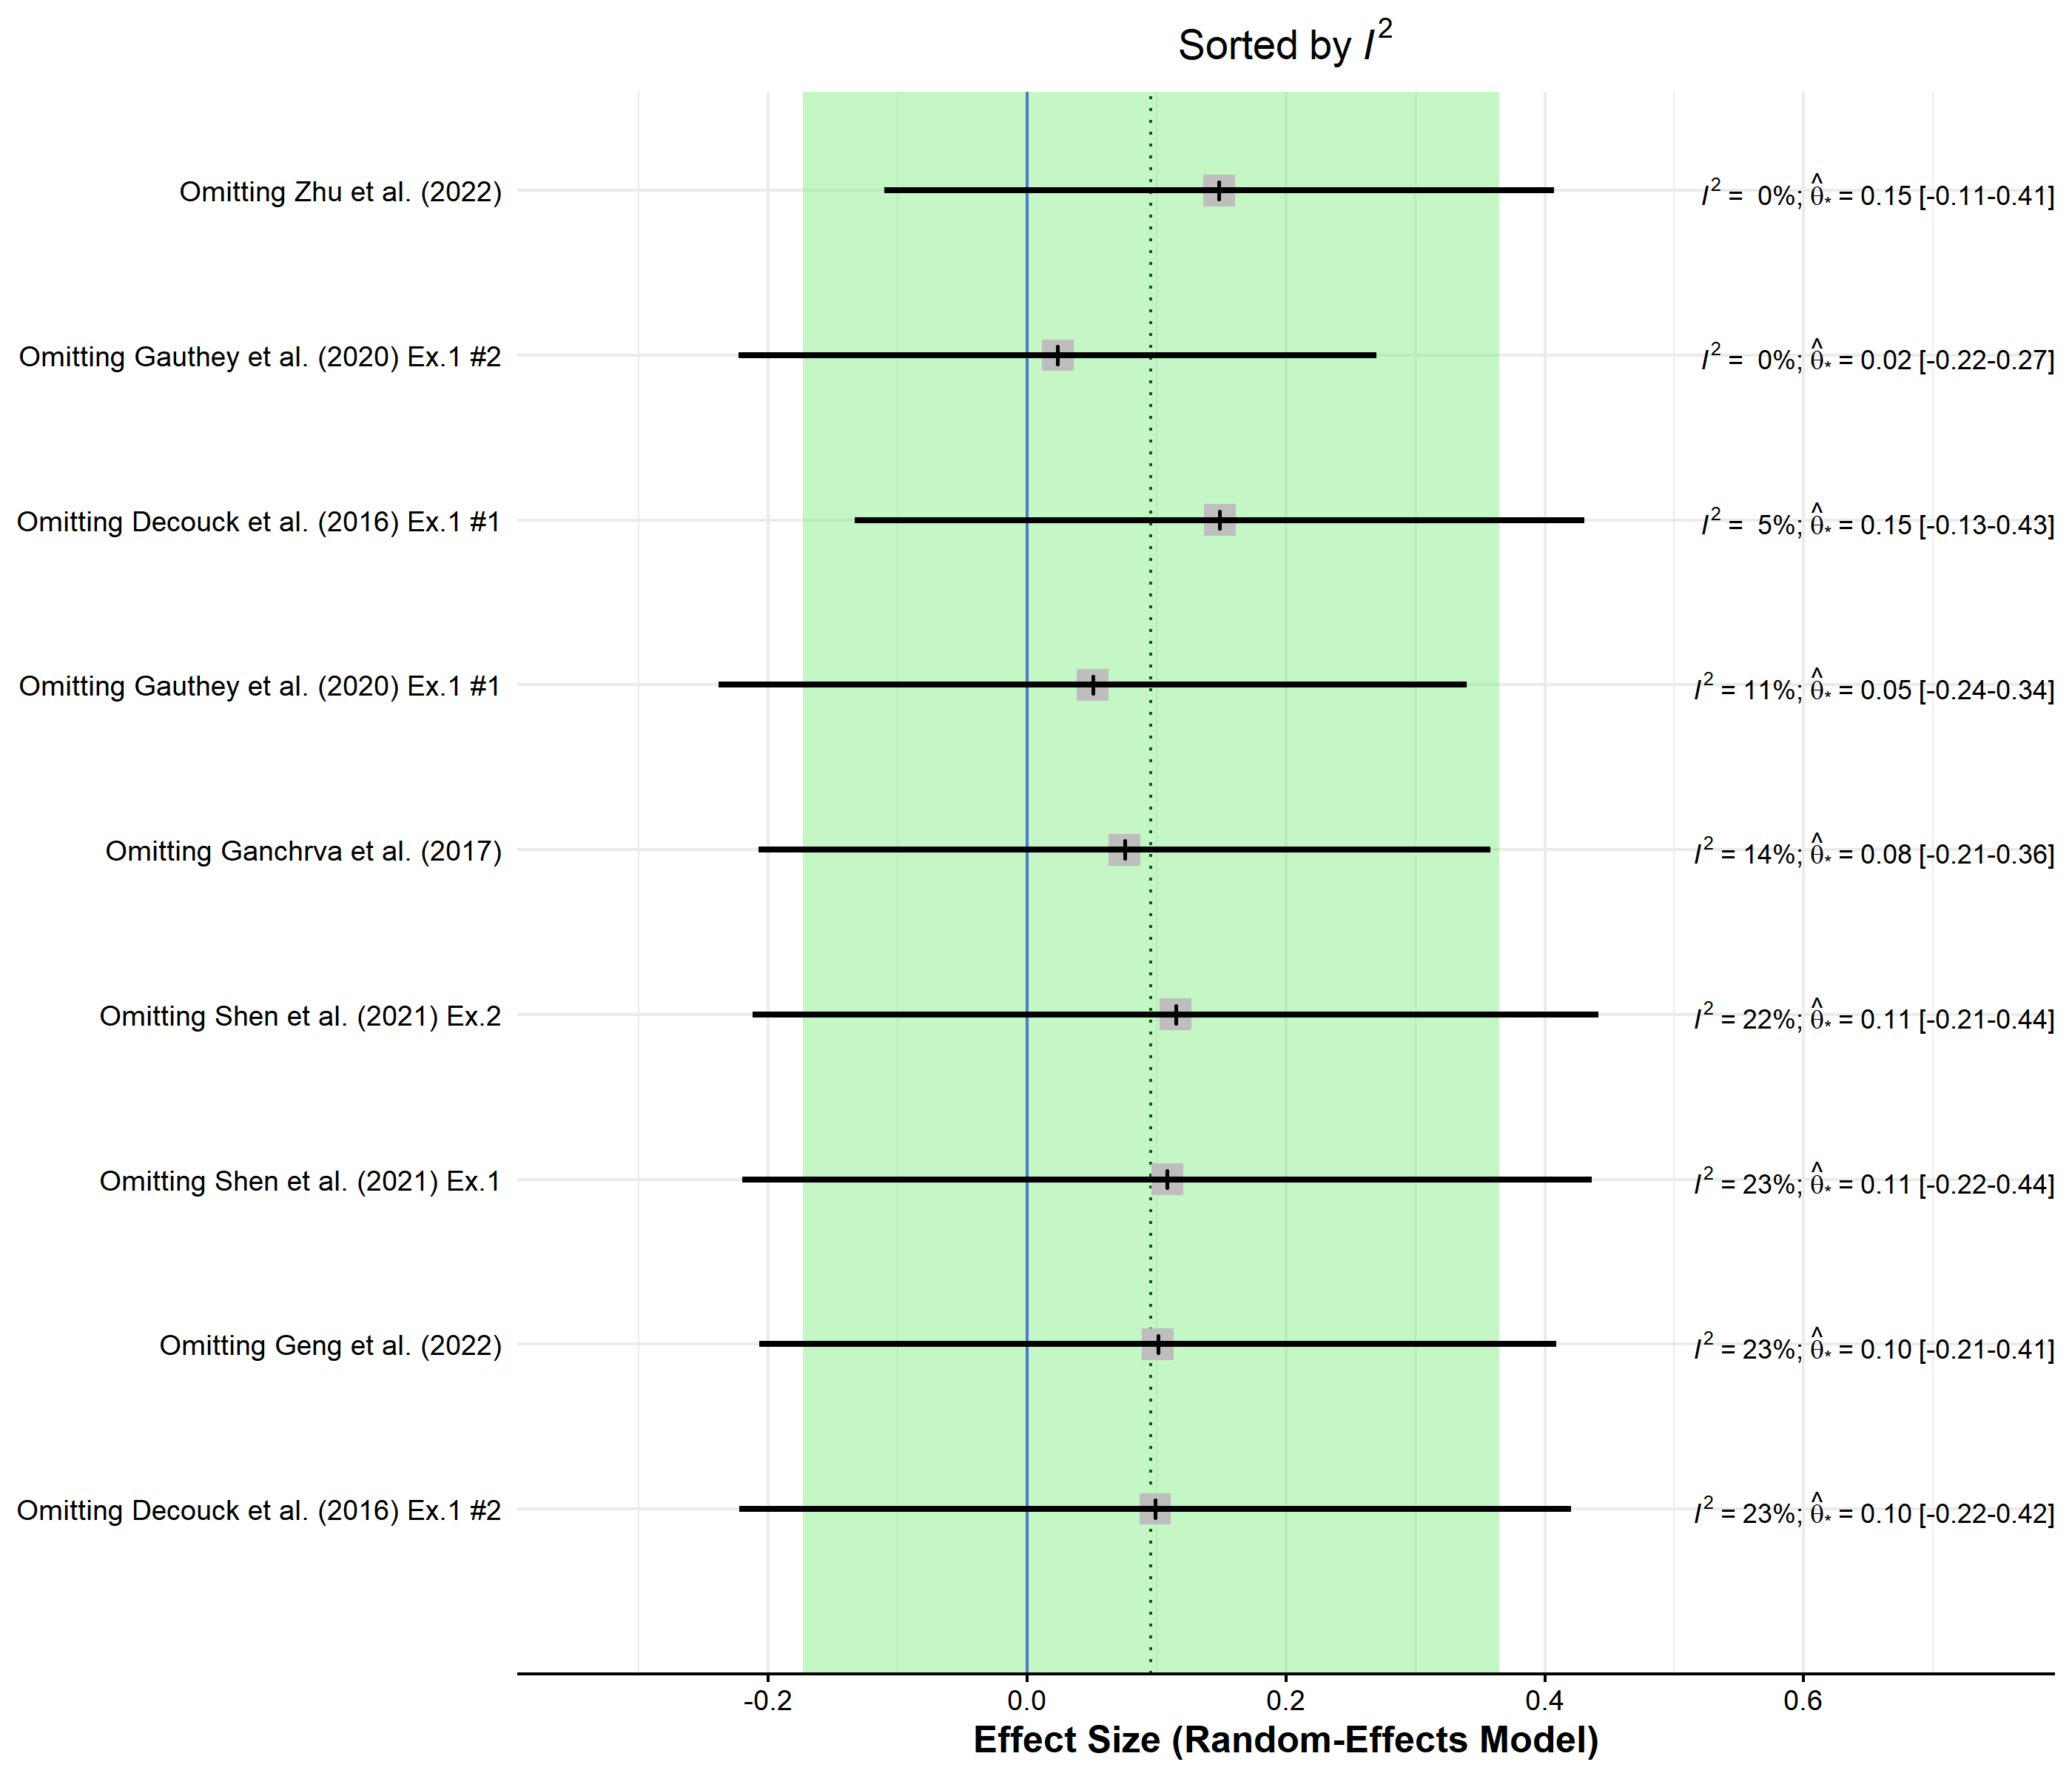 Sorted by I²
Omitting Zhu et al. (2022) I² = 0%; θ̂* = 0.15 [-0.11-0.41]
Omitting Gauthey et al. (2020) Ex.1 #2 I² = 0%; θ̂* = 0.02 [-0.22-0.27]
Omitting Decouck et al. (2016) Ex.1 #1 I² = 5%; θ̂* = 0.15 [-0.13-0.43]
Omitting Gauthey et al. (2020) Ex.1 #1 I² = 11%; θ̂* = 0.05 [-0.24-0.34]
Omitting Ganchrva et al. (2017) I² = 14%; θ̂* = 0.08 [-0.21-0.36]
Omitting Shen et al. (2021) Ex.2 I² = 22%; θ̂* = 0.11 [-0.21-0.44]
Omitting Shen et al. (2021) Ex.1 I² = 23%; θ̂* = 0.11 [-0.22-0.44]
Omitting Geng et al. (2022) I² = 23%; θ̂* = 0.10 [-0.21-0.41]
Omitting Decouck et al. (2016) Ex.1 #2 I² = 23%; θ̂* = 0.10 [-0.22-0.42]
-0.2 0.0 0.2 0.4 0.6
Effect Size (Random-Effects Model)